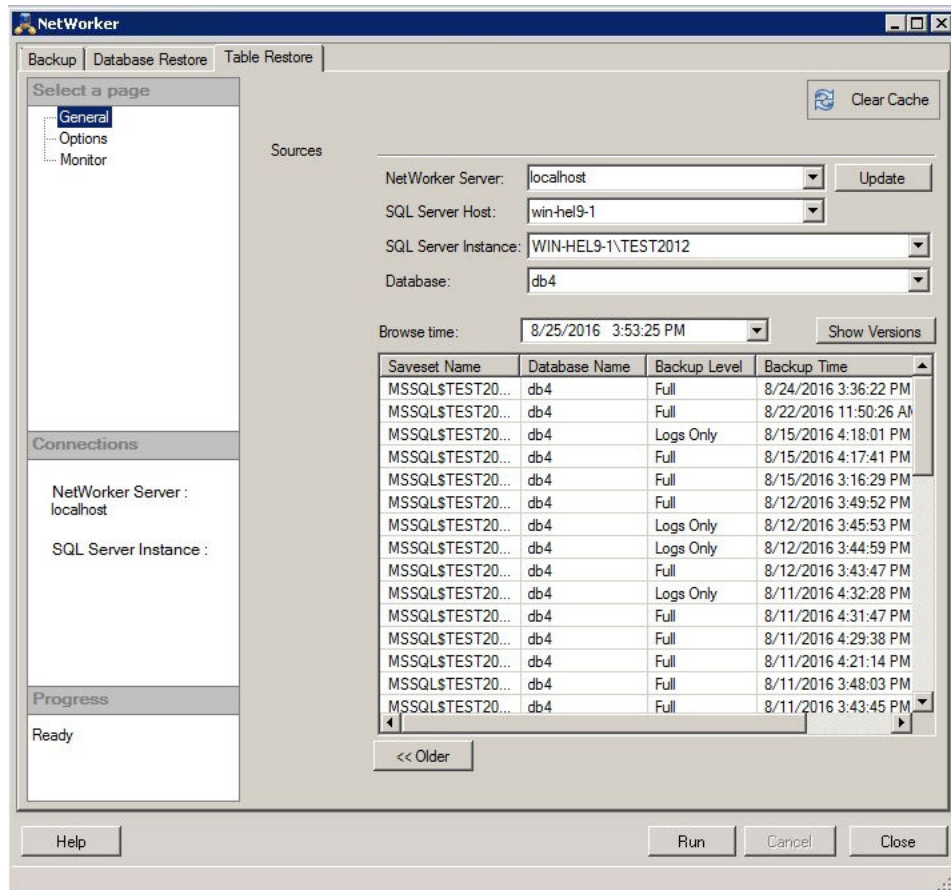 NetWorker
Backup Database Restore Table Restore
Select a page
General
Options
Monitor
Clear Cache
Sources
NetWorker Server: localhost Update
SQL Server Host: win-hel9-1
SQL Server Instance: WIN-HEL9-1\TEST2012
Database: db4
Browse time: 8/25/2016 3:53:25 PM Show Versions
Saveset Name Database Name Backup Level Backup Time
MSSQL$TEST20... db4 Full 8/24/2016 3:36:22 PM
MSSQL$TEST20... db4 Full 8/22/2016 11:50:26 AM
MSSQL$TEST20... db4 Logs Only 8/15/2016 4:18:01 PM
MSSQL$TEST20... db4 Full 8/15/2016 4:17:41 PM
MSSQL$TEST20... db4 Full 8/15/2016 3:16:29 PM
MSSQL$TEST20... db4 Full 8/12/2016 3:49:52 PM
MSSQL$TEST20... db4 Logs Only 8/12/2016 3:45:53 PM
MSSQL$TEST20... db4 Logs Only 8/12/2016 3:44:59 PM
MSSQL$TEST20... db4 Full 8/12/2016 3:43:47 PM
MSSQL$TEST20... db4 Logs Only 8/11/2016 4:32:28 PM
MSSQL$TEST20... db4 Full 8/11/2016 4:31:47 PM
MSSQL$TEST20... db4 Full 8/11/2016 4:29:38 PM
MSSQL$TEST20... db4 Full 8/11/2016 4:21:14 PM
MSSQL$TEST20... db4 Full 8/11/2016 3:48:03 PM
MSSQL$TEST20... db4 Full 8/11/2016 3:43:45 PM
<< Older
Connections
NetWorker Server :
localhost
SQL Server Instance :
Progress
Ready
Help Run Cancel Close